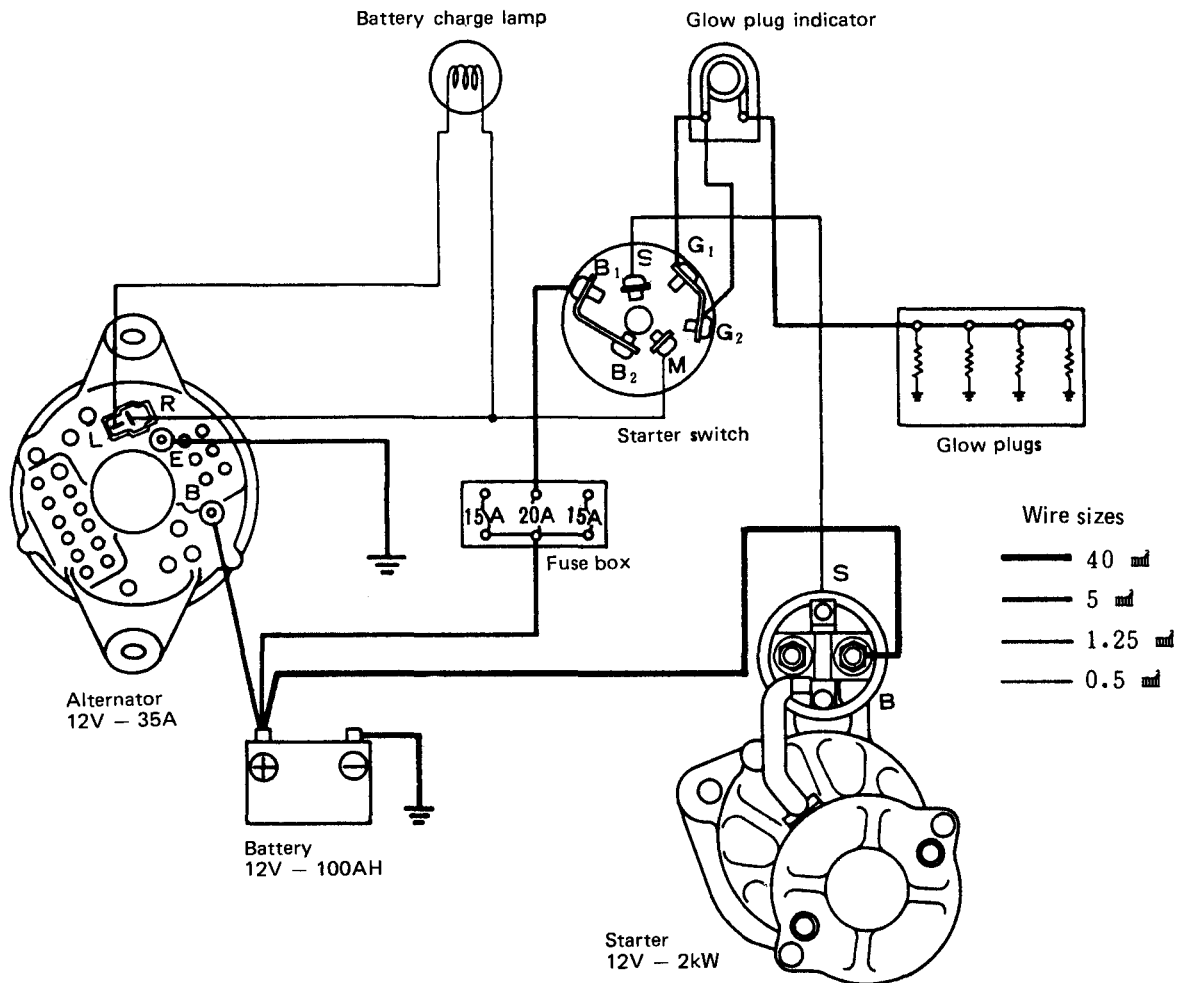 Battery charge lamp
Glow plug indicator
B₁
S
G₁
G₂
B₂
M
Starter switch
R
L
E
B
15A 20A 15A
Fuse box
Glow plugs
Wire sizes
40 ㎟
5 ㎟
1.25 ㎟
0.5 ㎟
S
B
Alternator
12V – 35A
Battery
12V – 100AH
Starter
12V – 2kW